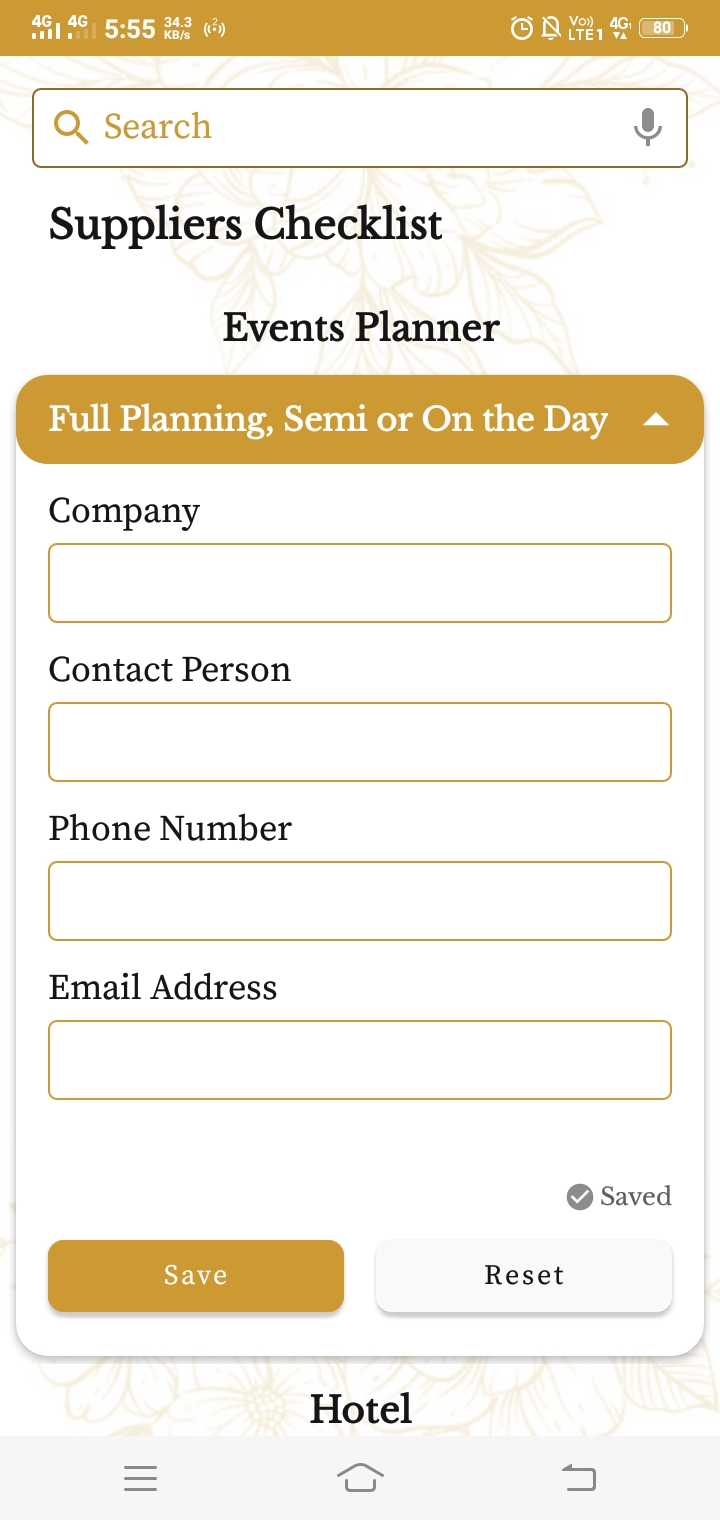 4G 4G 5:55 34.3 KB/s 2 Vo)) LTE1 4G 80
Search
Suppliers Checklist
Events Planner
Full Planning, Semi or On the Day
Company
Contact Person
Phone Number
Email Address
Saved
Save Reset
Hotel